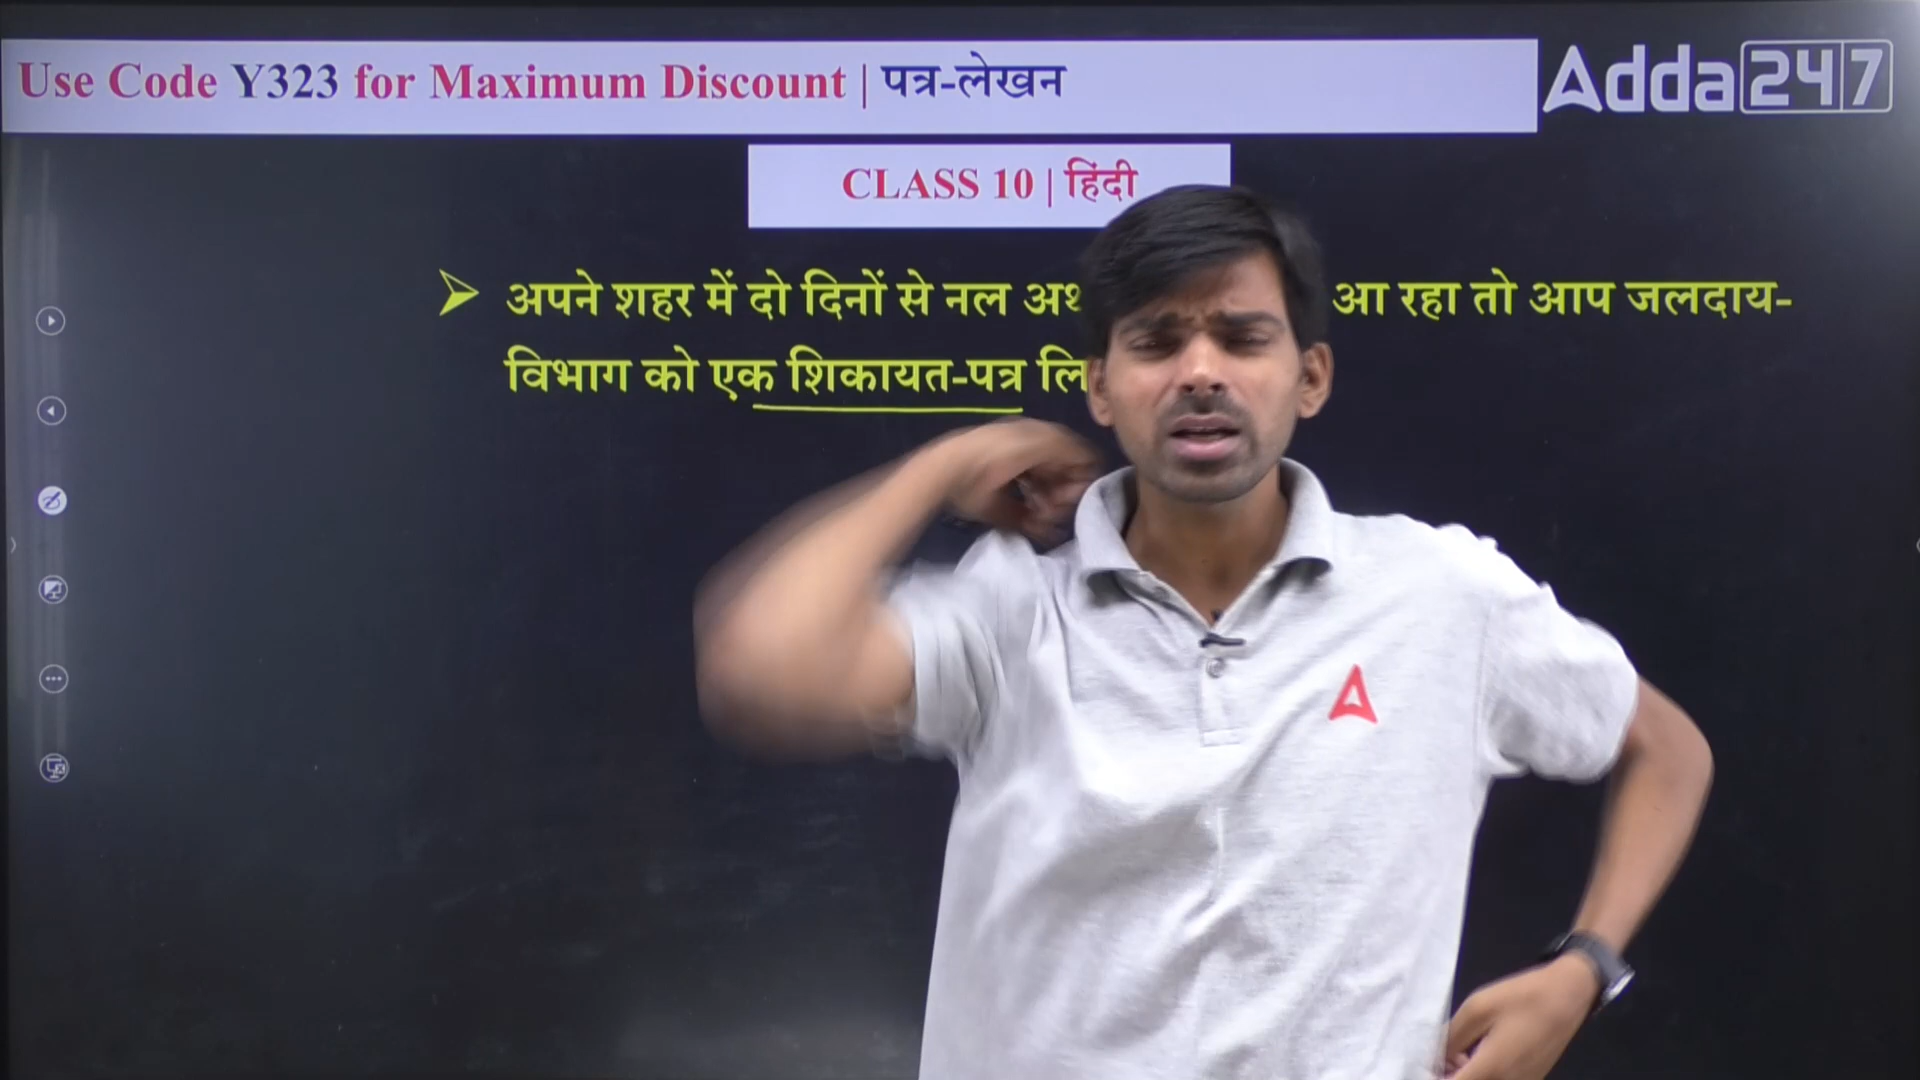 Use Code Y323 for Maximum Discount | पत्र-लेखन
Adda247
CLASS 10 | हिंदी
अपने शहर में दो दिनों से नल आ रहा तो आप जलदाय-
विभाग को एक शिकायत-पत्र